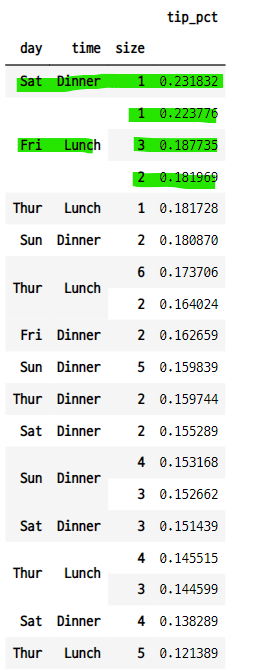 tip_pct
day time size
Sat Dinner 1 0.231832
1 0.223776
Fri Lunch 3 0.187735
2 0.181969
Thur Lunch 1 0.181728
Sun Dinner 2 0.180870
6 0.173706
Thur Lunch
2 0.164024
Fri Dinner 2 0.162659
Sun Dinner 5 0.159839
Thur Dinner 2 0.159744
Sat Dinner 2 0.155289
4 0.153168
Sun Dinner
3 0.152662
Sat Dinner 3 0.151439
4 0.145515
Thur Lunch
3 0.144599
Sat Dinner 4 0.138289
Thur Lunch 5 0.121389